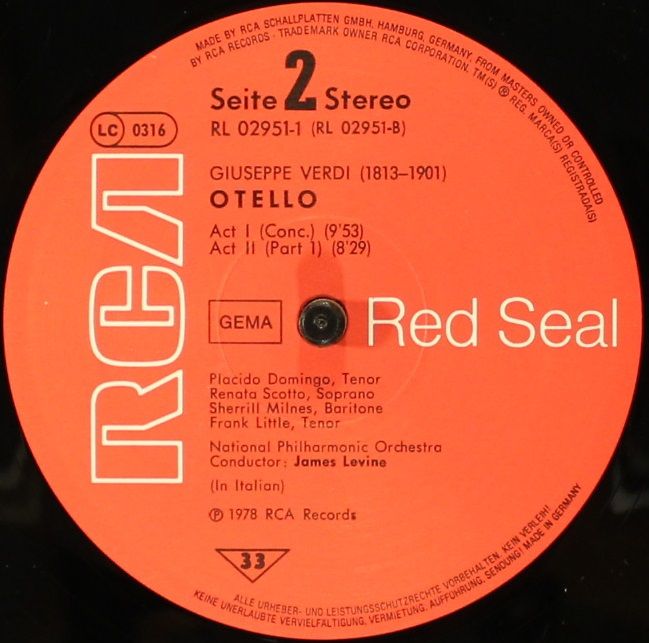 MADE BY RCA SCHALLPLATTEN GMBH, HAMBURG, GERMANY, FROM MASTERS OWNED OR CONTROLLED
BY RCA RECORDS · TRADEMARK OWNER RCA CORPORATION. TM(S) ® REG. MARCA(S) REGISTRADA(S)
Seite 2 Stereo
RL 02951-1 (RL 02951-B)
LC 0316
RCA
GIUSEPPE VERDI (1813–1901)
OTELLO
Act I (Conc.) (9'53)
Act II (Part 1) (8'29)
GEMA
Red Seal
Placido Domingo, Tenor
Renata Scotto, Soprano
Sherrill Milnes, Baritone
Frank Little, Tenor
National Philharmonic Orchestra
Conductor: James Levine
(In Italian)
℗ 1978 RCA Records
33
ALLE URHEBER- UND LEISTUNGSSCHUTZRECHTE VORBEHALTEN. KEIN VERLEIH!
KEINE UNERLAUBTE VERVIELFÄLTIGUNG, VERMIETUNG, AUFFÜHRUNG, SENDUNG! MADE IN GERMANY